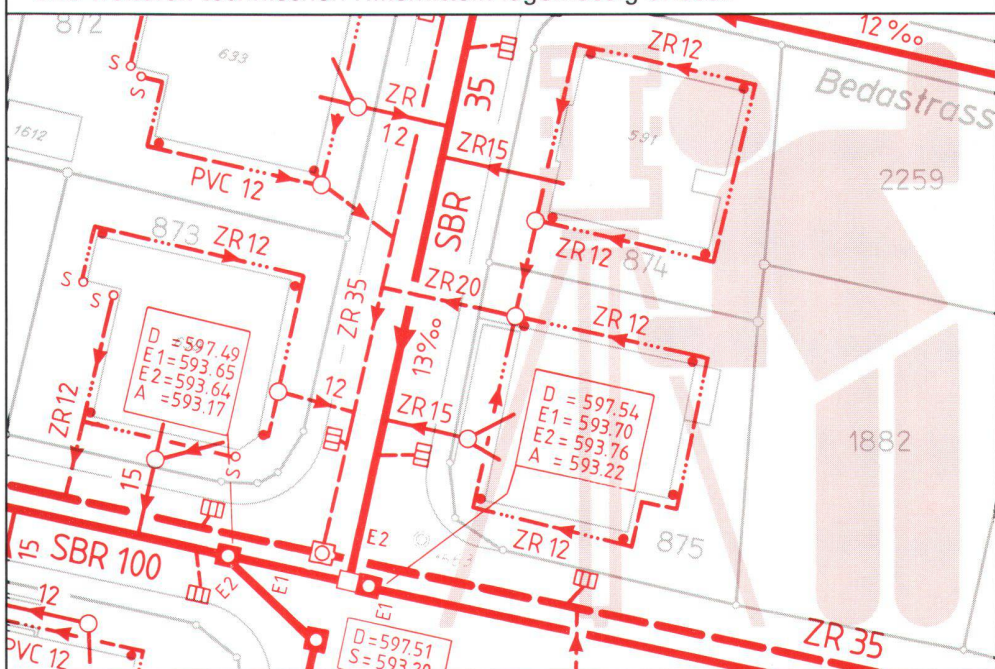 12 ‰
872
633
S
S
ZR
12
35
ZR 12
Bedastrass
591
1612
PVC 12
ZR15
SBR
2259
873
ZR 12
ZR 12
874
ZR 35
ZR20
ZR 12
S
S
D = 597.49
E1 = 593.65
E2 = 593.64
A = 593.17
13‰
D = 597.54
E1 = 593.70
E2 = 593.76
A = 593.22
12
ZR15
ZR 12
1882
S
15
E2
ZR 12
875
15
SBR 100
E2
E1
E1
12
PVC 12
D = 597.51
S = 593.20
ZR 35